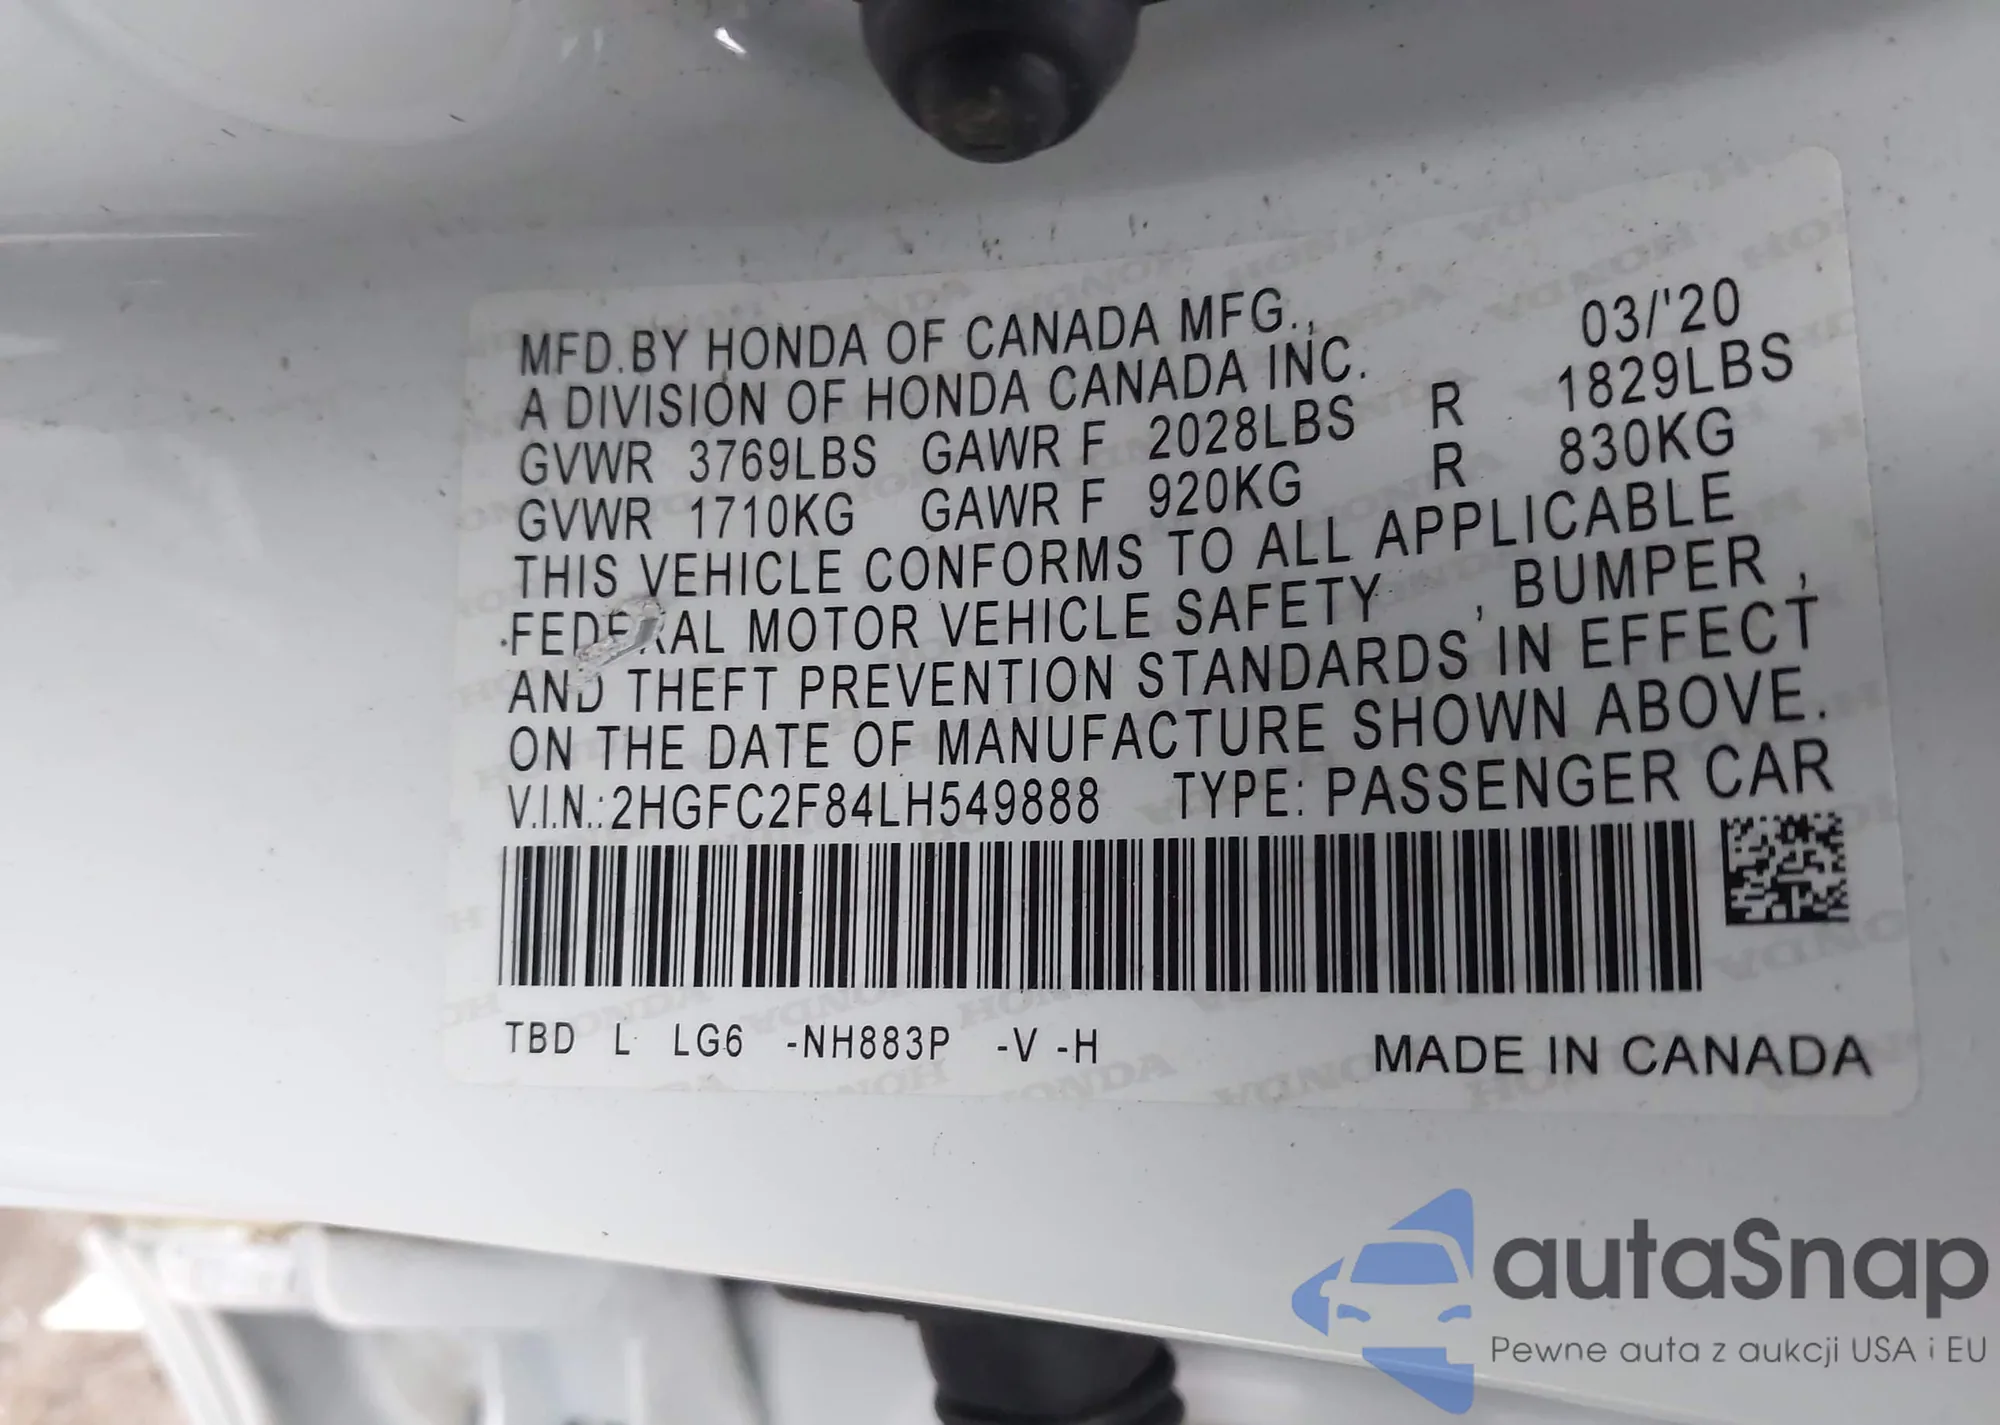 MFD.BY HONDA OF CANADA MFG., 03/'20
A DIVISION OF HONDA CANADA INC.
GVWR 3769LBS GAWR F 2028LBS R 1829LBS
GVWR 1710KG GAWR F 920KG R 830KG
THIS VEHICLE CONFORMS TO ALL APPLICABLE
FEDERAL MOTOR VEHICLE SAFETY , BUMPER ,
AND THEFT PREVENTION STANDARDS IN EFFECT
ON THE DATE OF MANUFACTURE SHOWN ABOVE.
V.I.N.:2HGFC2F84LH549888 TYPE: PASSENGER CAR
TBD L LG6 -NH883P -V -H
MADE IN CANADA
autaSnap
Pewne auta z aukcji USA i EU